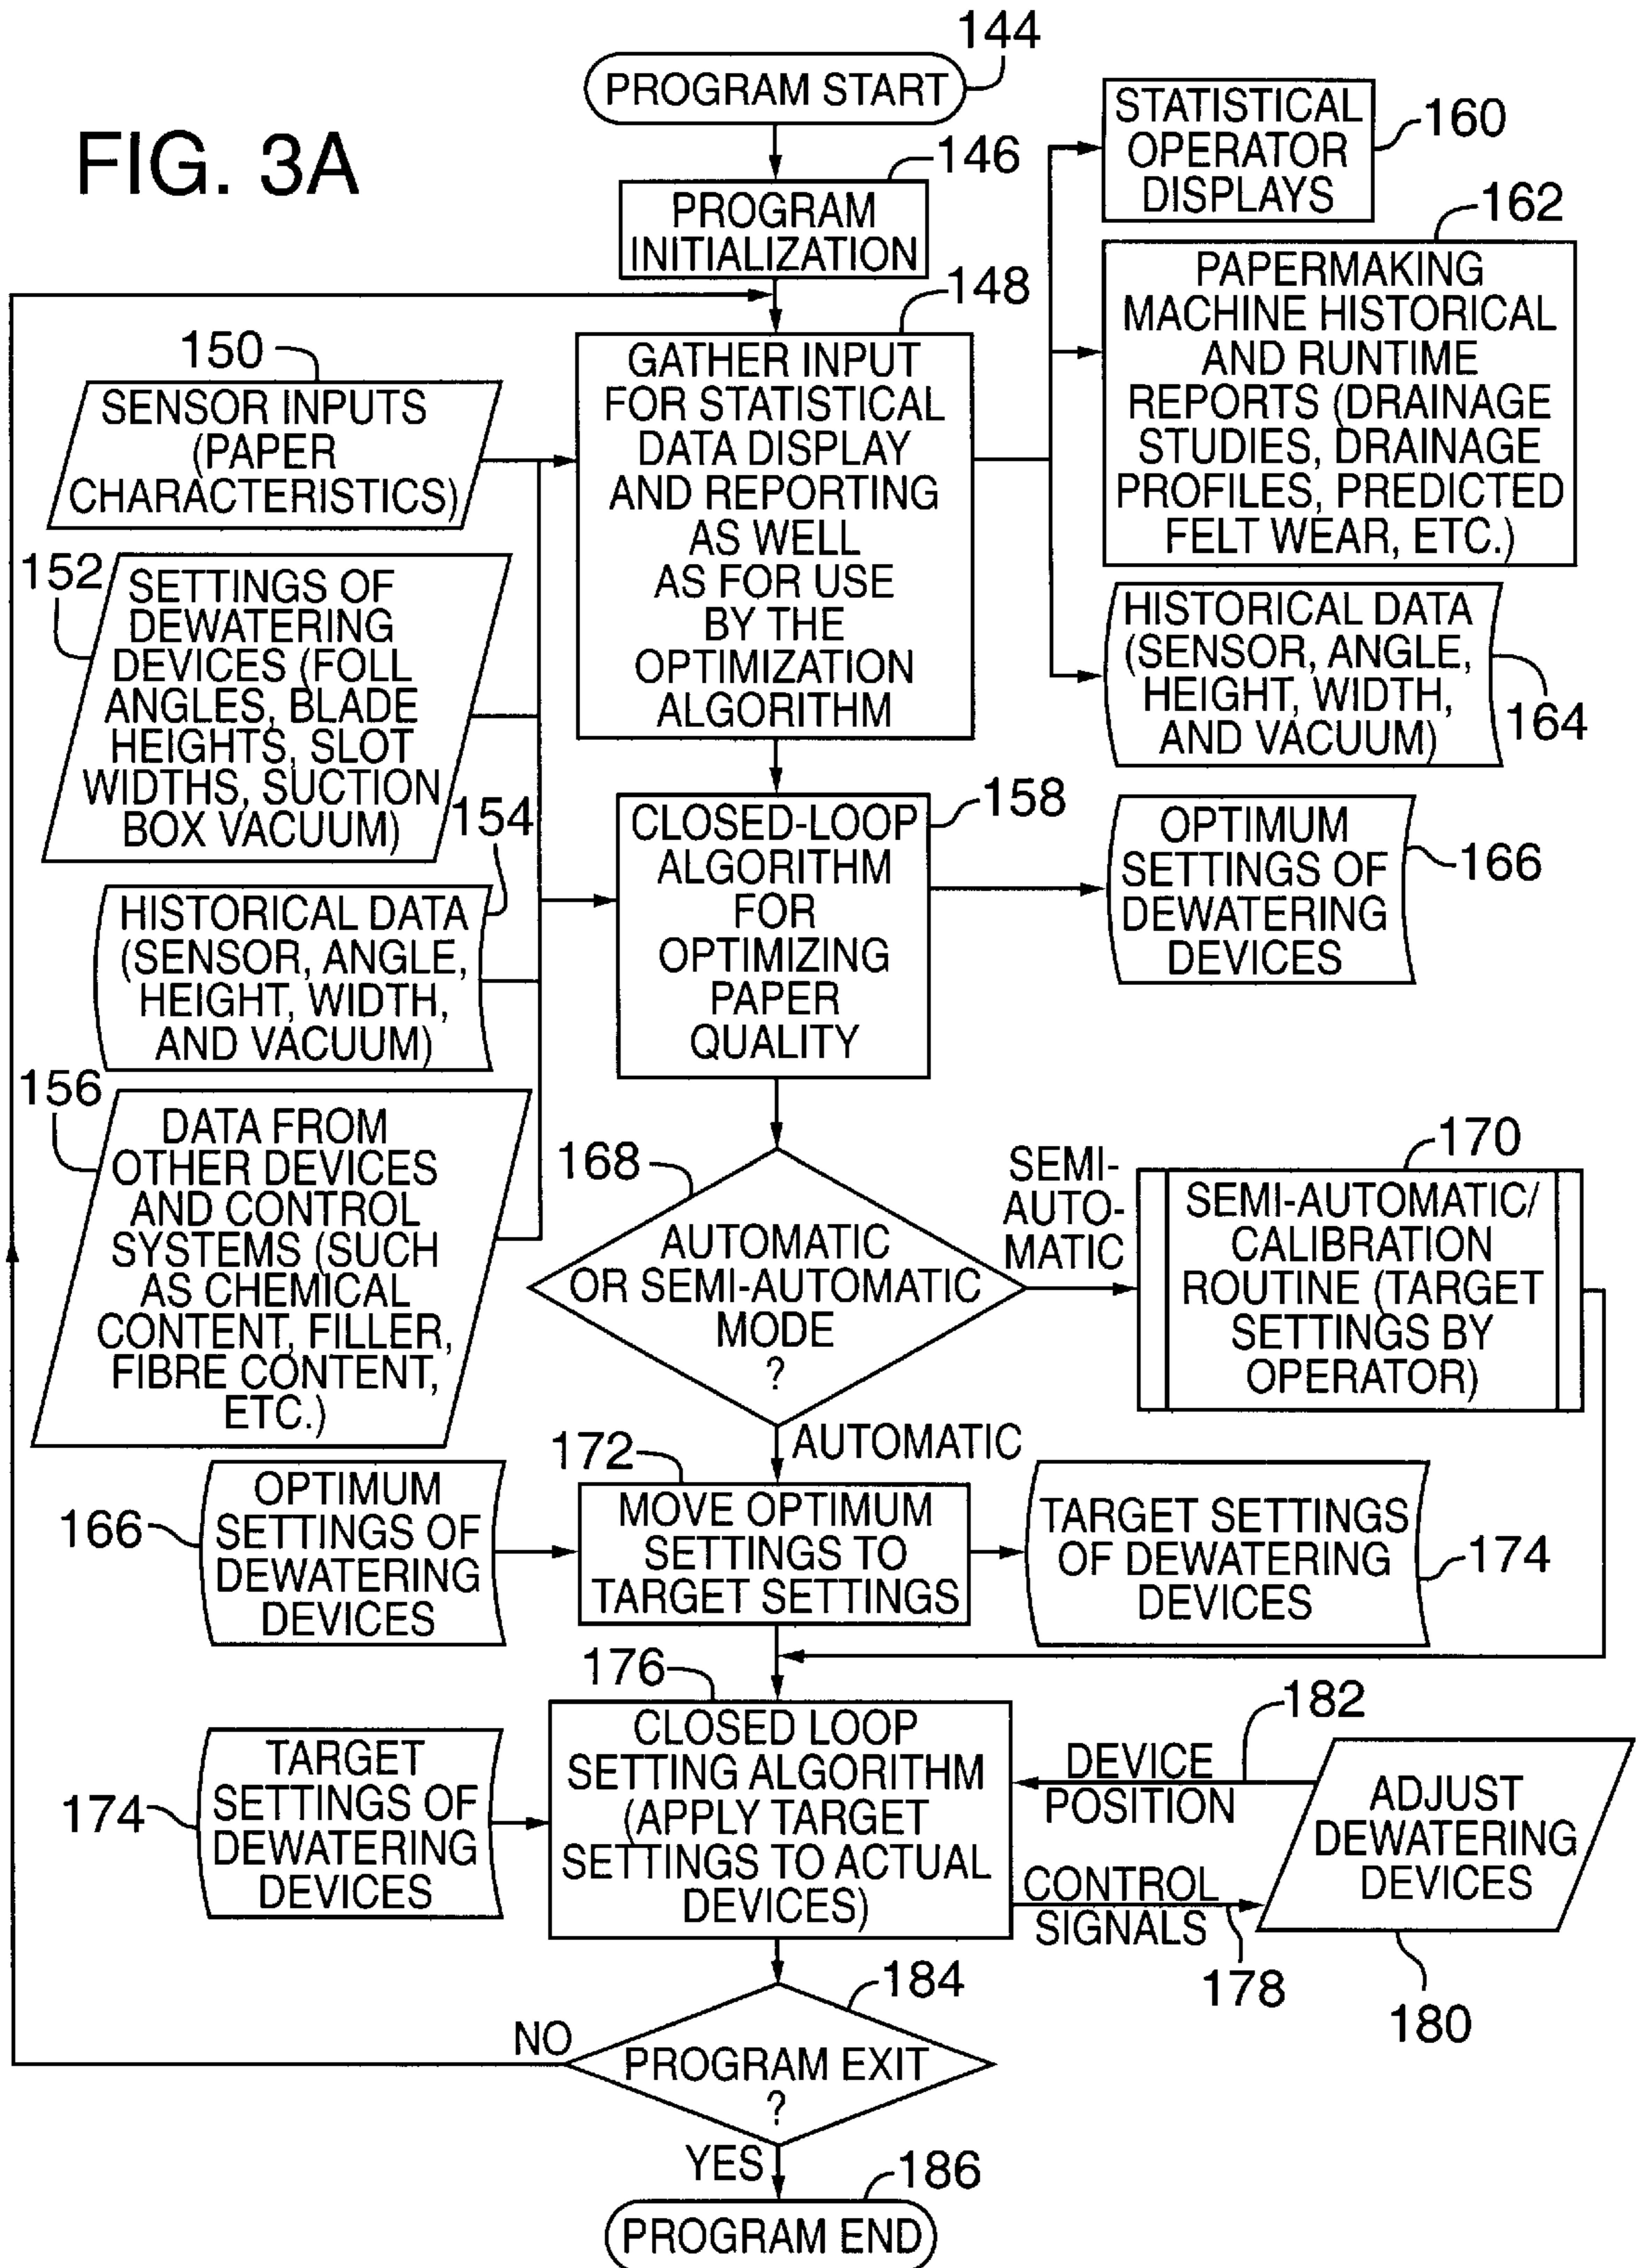 FIG. 3A
144
PROGRAM START
146
PROGRAM
INITIALIZATION
148
GATHER INPUT
FOR STATISTICAL
DATA DISPLAY
AND REPORTING
AS WELL
AS FOR USE
BY THE
OPTIMIZATION
ALGORITHM
STATISTICAL
OPERATOR
DISPLAYS
160
162
PAPERMAKING
MACHINE HISTORICAL
AND RUNTIME
REPORTS (DRAINAGE
STUDIES, DRAINAGE
PROFILES, PREDICTED
FELT WEAR, ETC.)
HISTORICAL DATA
(SENSOR, ANGLE,
HEIGHT, WIDTH,
AND VACUUM)
164
150
SENSOR INPUTS
(PAPER
CHARACTERISTICS)
152
SETTINGS OF
DEWATERING
DEVICES (FOLL
ANGLES, BLADE
HEIGHTS, SLOT
WIDTHS, SUCTION
BOX VACUUM)
154
HISTORICAL DATA
(SENSOR, ANGLE,
HEIGHT, WIDTH,
AND VACUUM)
156
DATA FROM
OTHER DEVICES
AND CONTROL
SYSTEMS (SUCH
AS CHEMICAL
CONTENT, FILLER,
FIBRE CONTENT,
ETC.)
158
CLOSED-LOOP
ALGORITHM
FOR
OPTIMIZING
PAPER
QUALITY
OPTIMUM
SETTINGS OF
DEWATERING
DEVICES
166
168
AUTOMATIC
OR SEMI-AUTOMATIC
MODE
?
SEMI-
AUTO-
MATIC
170
SEMI-AUTOMATIC/
CALIBRATION
ROUTINE (TARGET
SETTINGS BY
OPERATOR)
AUTOMATIC
166
OPTIMUM
SETTINGS OF
DEWATERING
DEVICES
172
MOVE OPTIMUM
SETTINGS TO
TARGET SETTINGS
TARGET SETTINGS
OF DEWATERING
DEVICES
174
176
174
TARGET
SETTINGS OF
DEWATERING
DEVICES
CLOSED LOOP
SETTING ALGORITHM
(APPLY TARGET
SETTINGS TO ACTUAL
DEVICES)
182
DEVICE
POSITION
CONTROL
SIGNALS
178
ADJUST
DEWATERING
DEVICES
180
184
NO
PROGRAM EXIT
?
YES
186
PROGRAM END